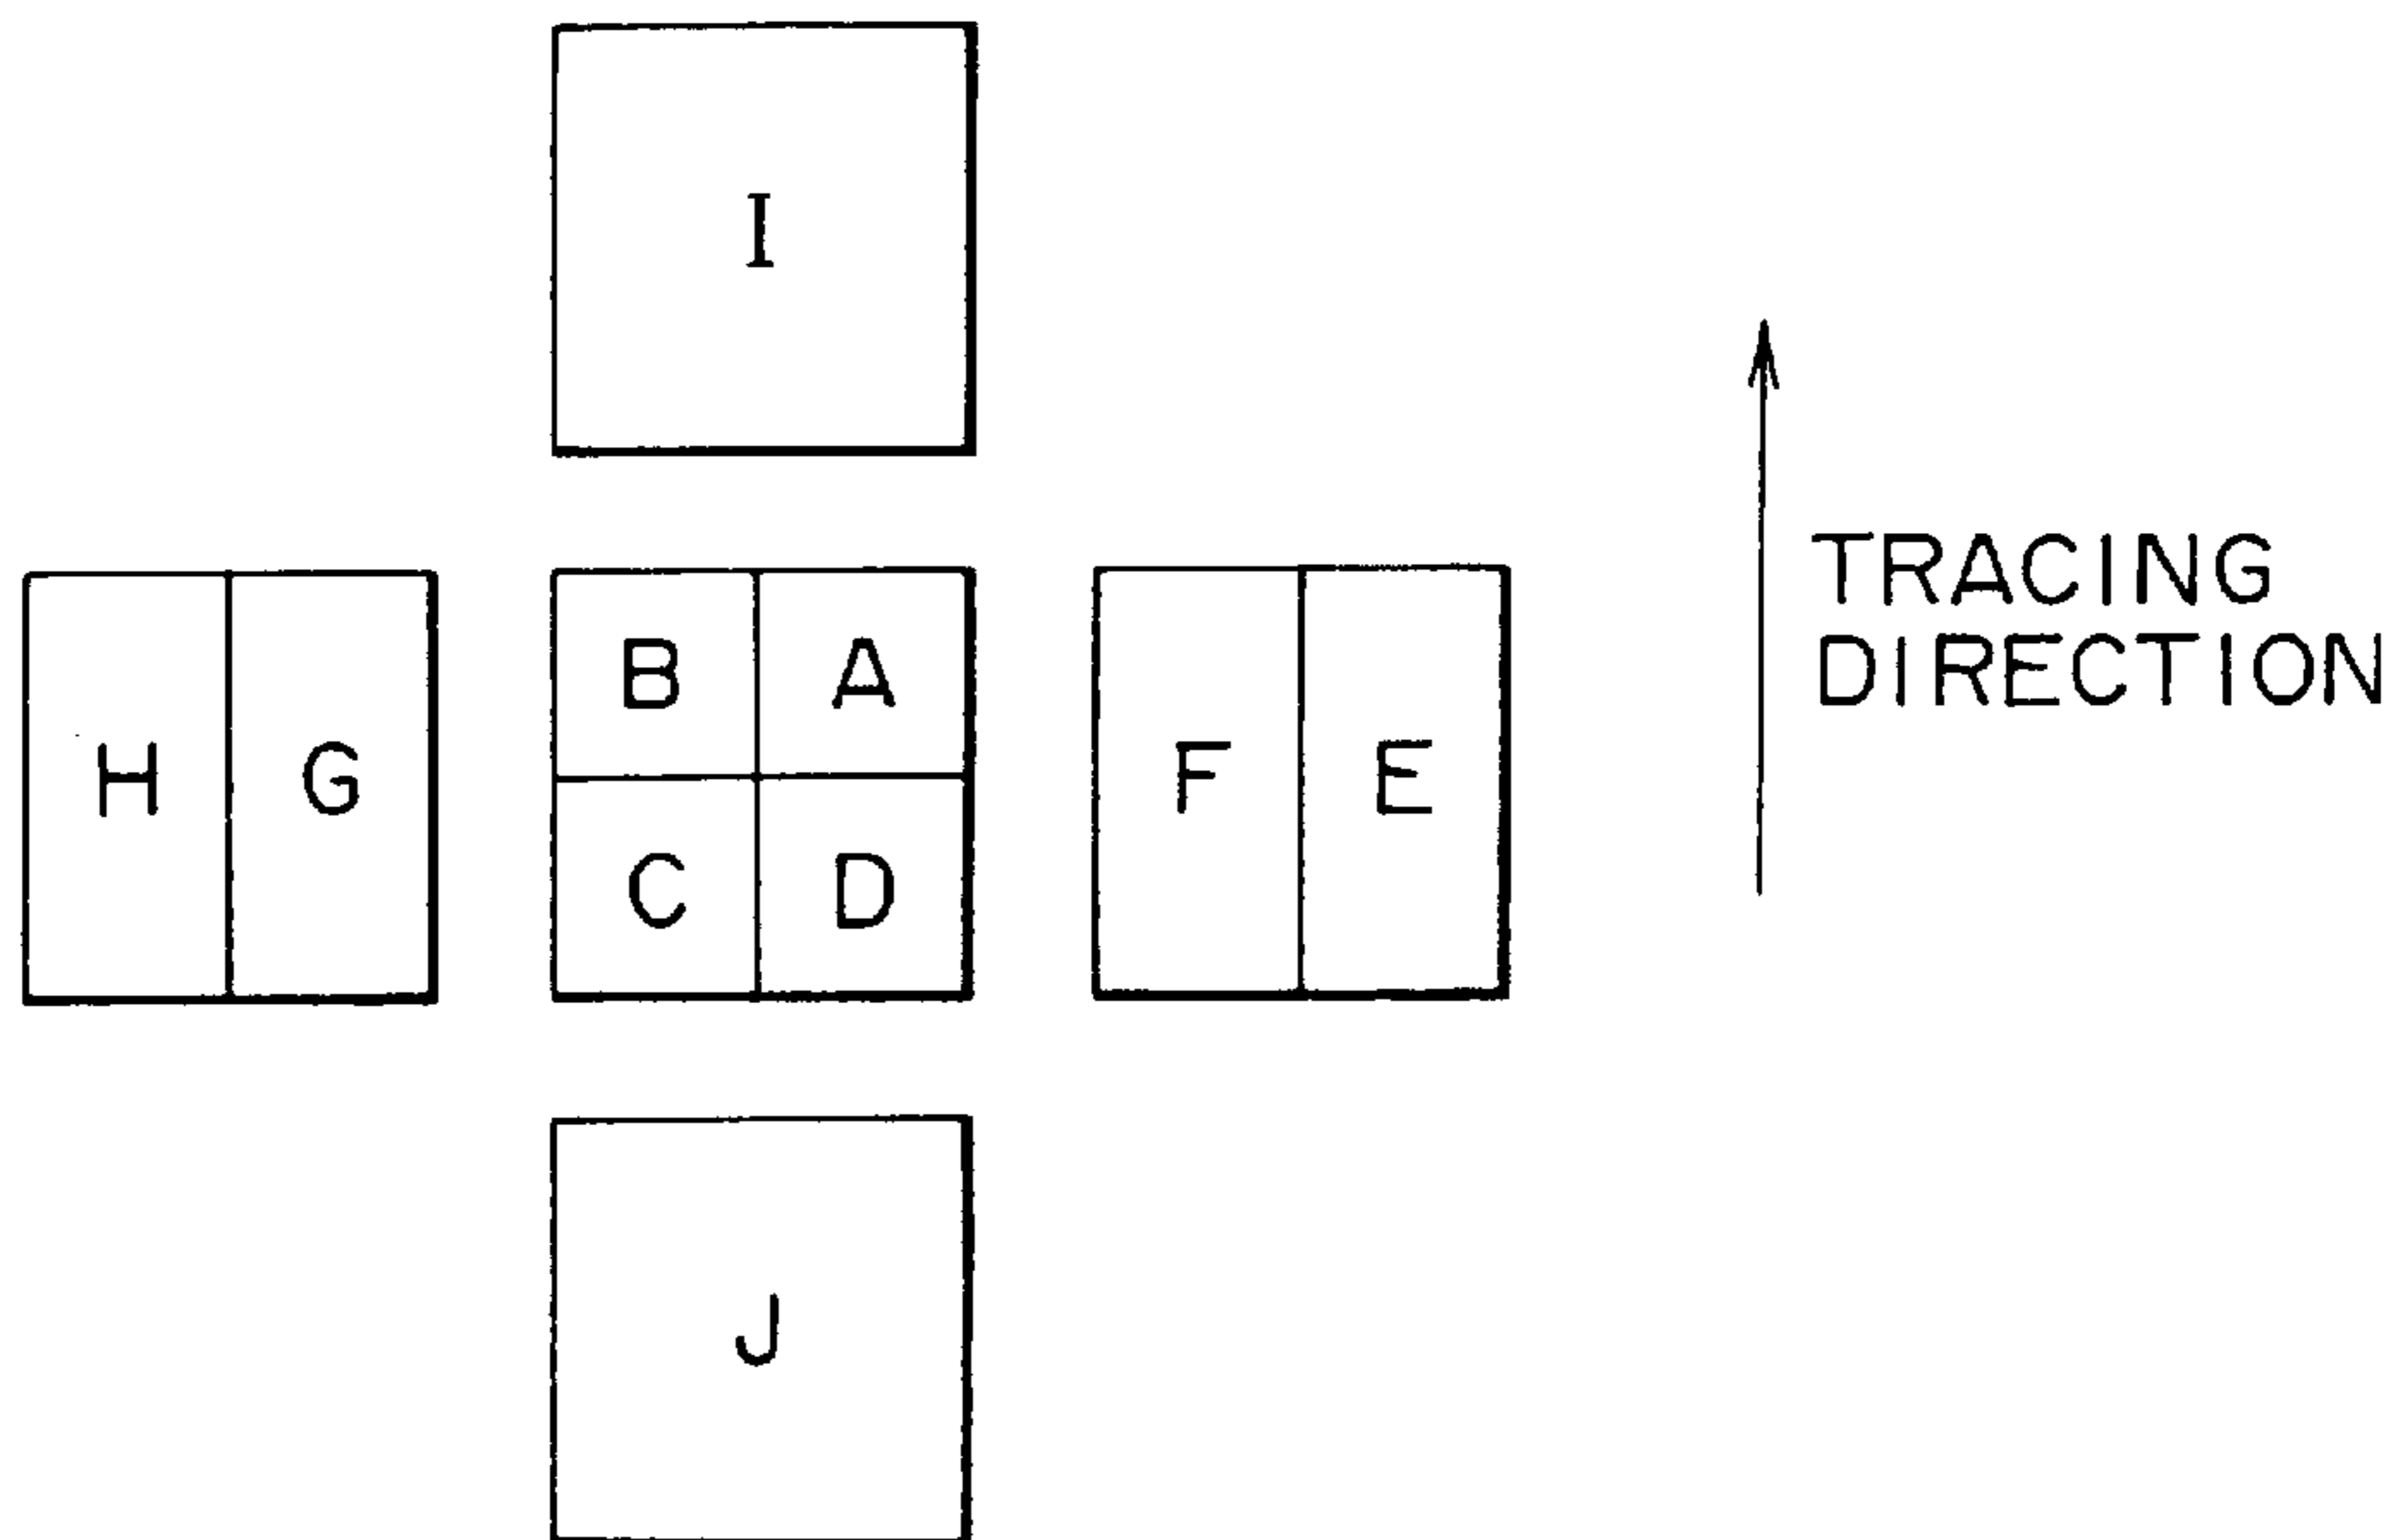 I
B A
H G F E
C D
TRACING
DIRECTION
J